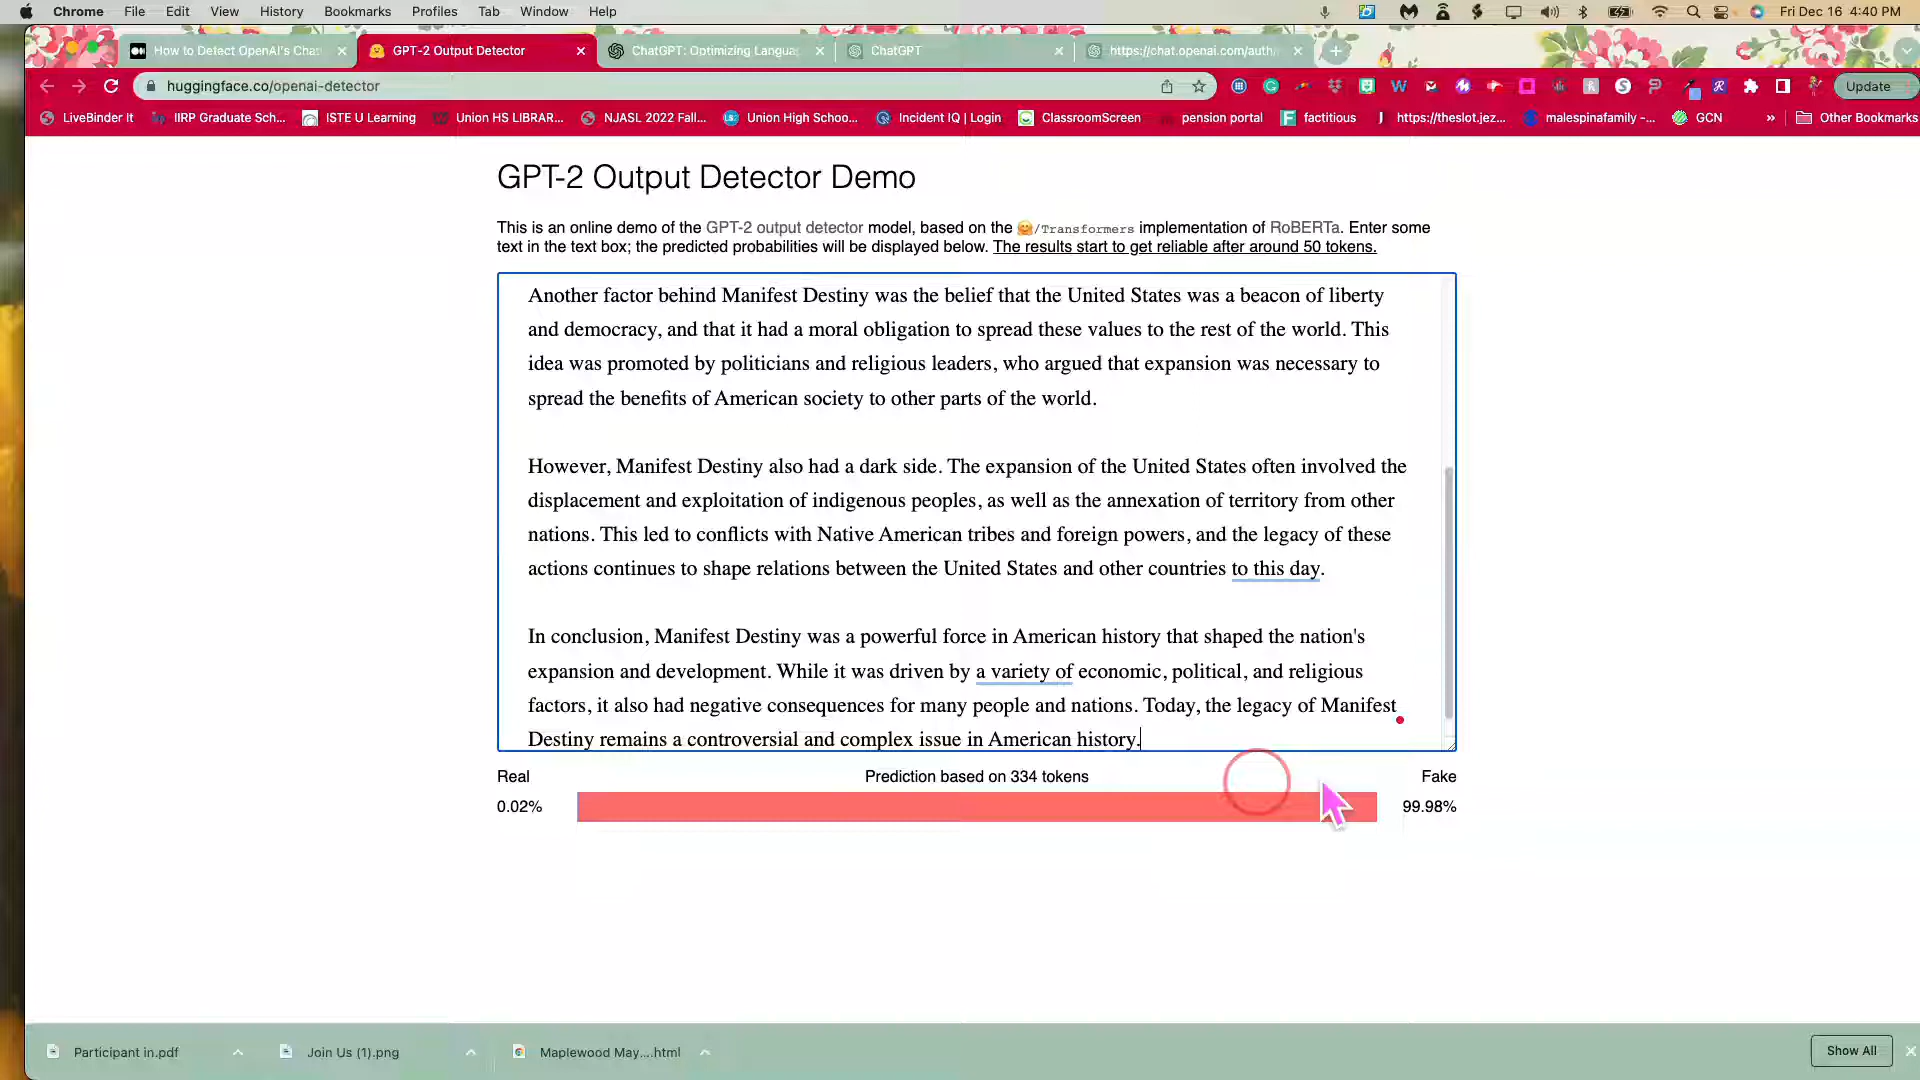 Chrome File Edit View History Bookmarks Profiles Tab Window Help Fri Dec 16 4:40 PM
How to Detect OpenAI's Cha GPT-2 Output Detector ChatGPT: Optimizing Langua ChatGPT https://chat.openai.com/auth/
huggingface.co/openai-detector Update
LiveBinder It IIRP Graduate Sch... ISTE U Learning Union HS LIBRAR... NJASL 2022 Fall... Union High Schoo... Incident IQ | Login ClassroomScreen pension portal factitious https://theslot.jez... malespinafamily -... GCN » Other Bookmarks
GPT-2 Output Detector Demo
This is an online demo of the GPT-2 output detector model, based on the 🤗/Transformers implementation of RoBERTa. Enter some
text in the text box; the predicted probabilities will be displayed below. The results start to get reliable after around 50 tokens.
Another factor behind Manifest Destiny was the belief that the United States was a beacon of liberty
and democracy, and that it had a moral obligation to spread these values to the rest of the world. This
idea was promoted by politicians and religious leaders, who argued that expansion was necessary to
spread the benefits of American society to other parts of the world.
However, Manifest Destiny also had a dark side. The expansion of the United States often involved the
displacement and exploitation of indigenous peoples, as well as the annexation of territory from other
nations. This led to conflicts with Native American tribes and foreign powers, and the legacy of these
actions continues to shape relations between the United States and other countries to this day.
In conclusion, Manifest Destiny was a powerful force in American history that shaped the nation's
expansion and development. While it was driven by a variety of economic, political, and religious
factors, it also had negative consequences for many people and nations. Today, the legacy of Manifest
Destiny remains a controversial and complex issue in American history.
Real Prediction based on 334 tokens Fake
0.02% 99.98%
Participant in.pdf Join Us (1).png Maplewood May....html Show All